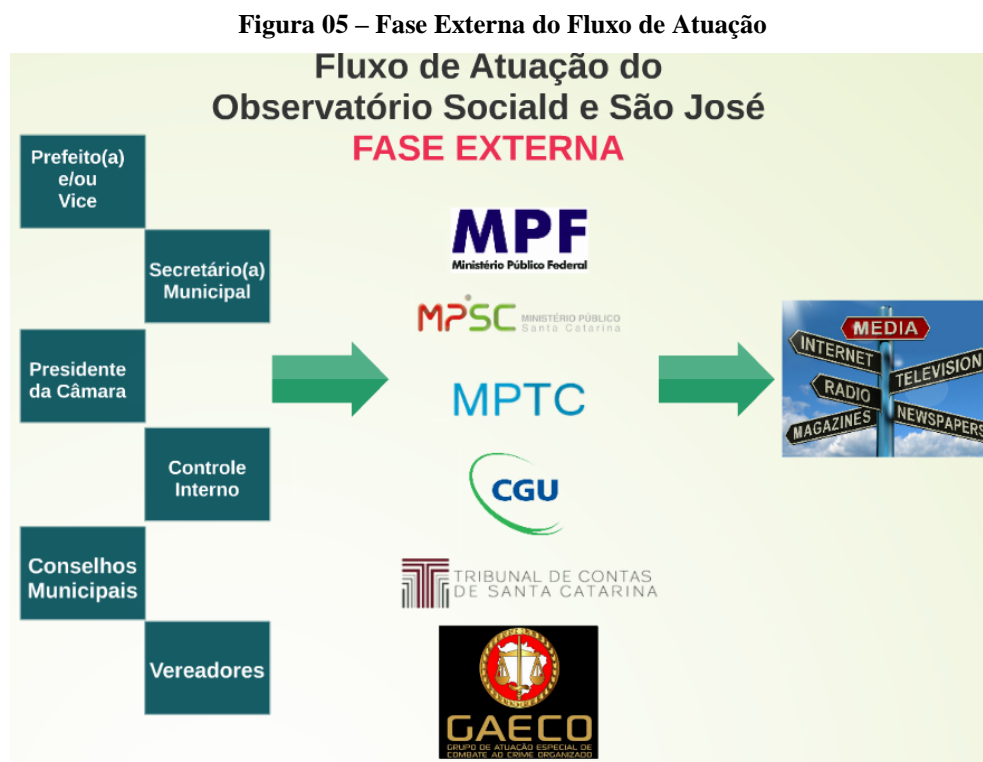 Figura 05 – Fase Externa do Fluxo de Atuação
Fluxo de Atuação do
Observatório Sociald e São José
FASE EXTERNA
Prefeito(a)
e/ou
Vice
Secretário(a)
Municipal
Presidente
da Câmara
Controle
Interno
Conselhos
Municipais
Vereadores
MPF
Ministério Público Federal
MPSC MINISTÉRIO PÚBLICO
Santa Catarina
MPTC
CGU
TRIBUNAL DE CONTAS
DE SANTA CATARINA
GAECO
GRUPO DE ATUAÇÃO ESPECIAL DE
COMBATE AO CRIME ORGANIZADO
MEDIA
INTERNET
TELEVISION
RADIO
MAGAZINES
NEWSPAPERS